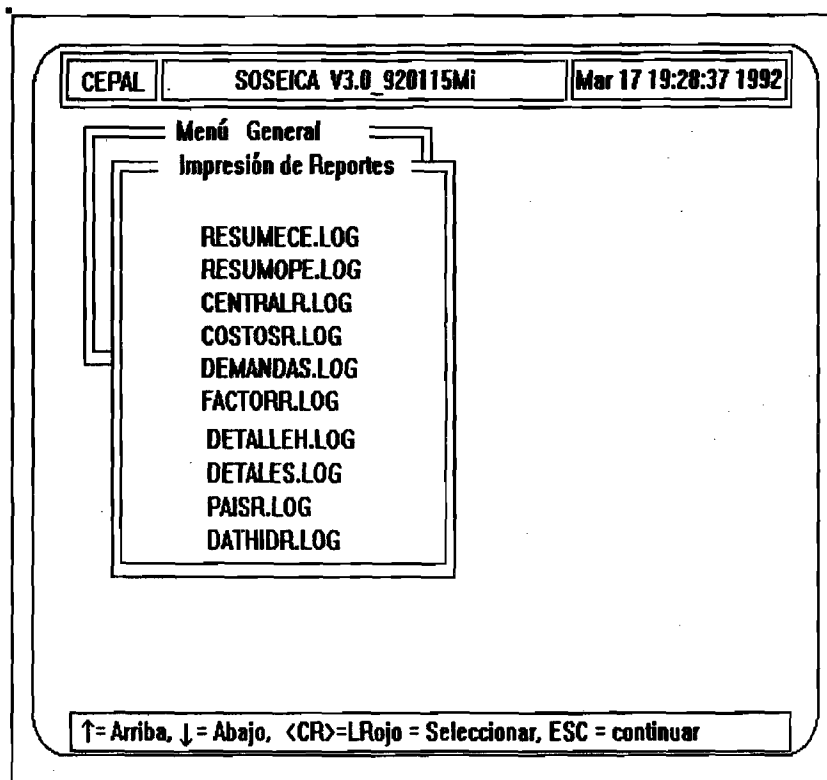 CEPAL SOSEICA V3.0_920115Mi Mar 17 19:28:37 1992
Menú General
Impresión de Reportes
RESUMECE.LOG
RESUMOPE.LOG
CENTRALR.LOG
COSTOSR.LOG
DEMANDAS.LOG
FACTORR.LOG
DETALLEH.LOG
DETALES.LOG
PAISR.LOG
DATHIDR.LOG
↑= Arriba, ↓= Abajo, <CR>=LRojo = Seleccionar, ESC = continuar